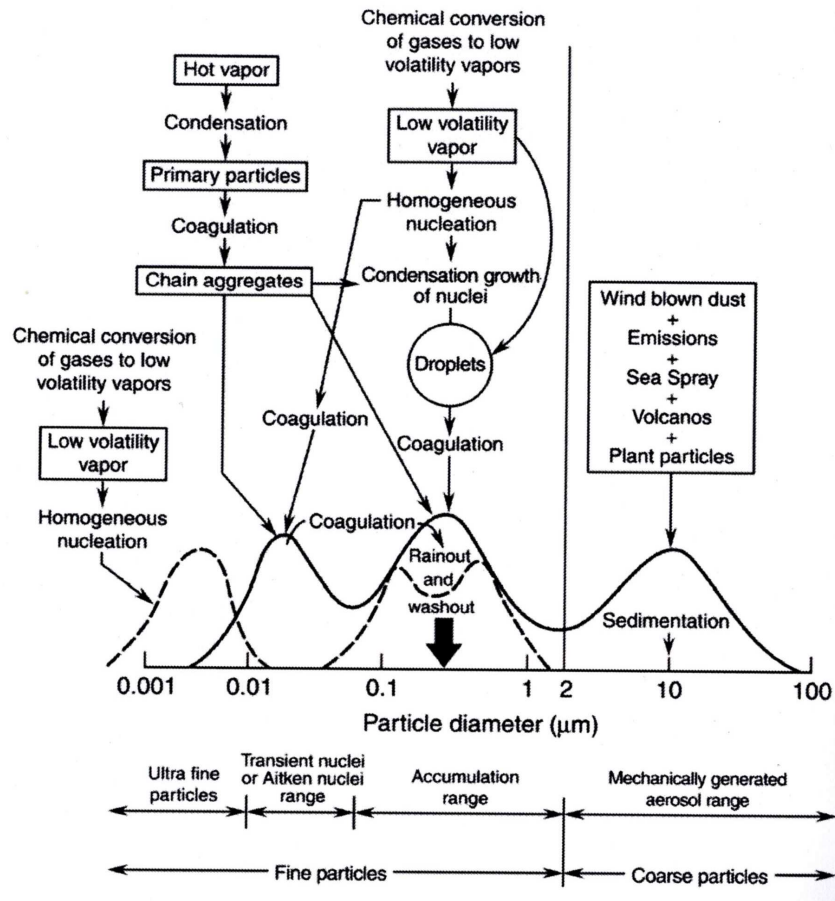 Chemical conversion
of gases to low
volatility vapors
Hot vapor
Condensation
Low volatility
vapor
Primary particles
Coagulation
Homogeneous
nucleation
Chain aggregates
Condensation growth
of nuclei
Wind blown dust
+
Emissions
+
Sea Spray
+
Volcanos
+
Plant particles
Chemical conversion
of gases to low
volatility vapors
Droplets
Coagulation
Coagulation
Low volatility
vapor
Homogeneous
nucleation
Coagulation
Rainout
and
washout
Sedimentation
0.001 0.01 0.1 1 2 10 100
Particle diameter (μm)
Ultra fine
particles
Transient nuclei
or Aitken nuclei
range
Accumulation
range
Mechanically generated
aerosol range
Fine particles
Coarse particles